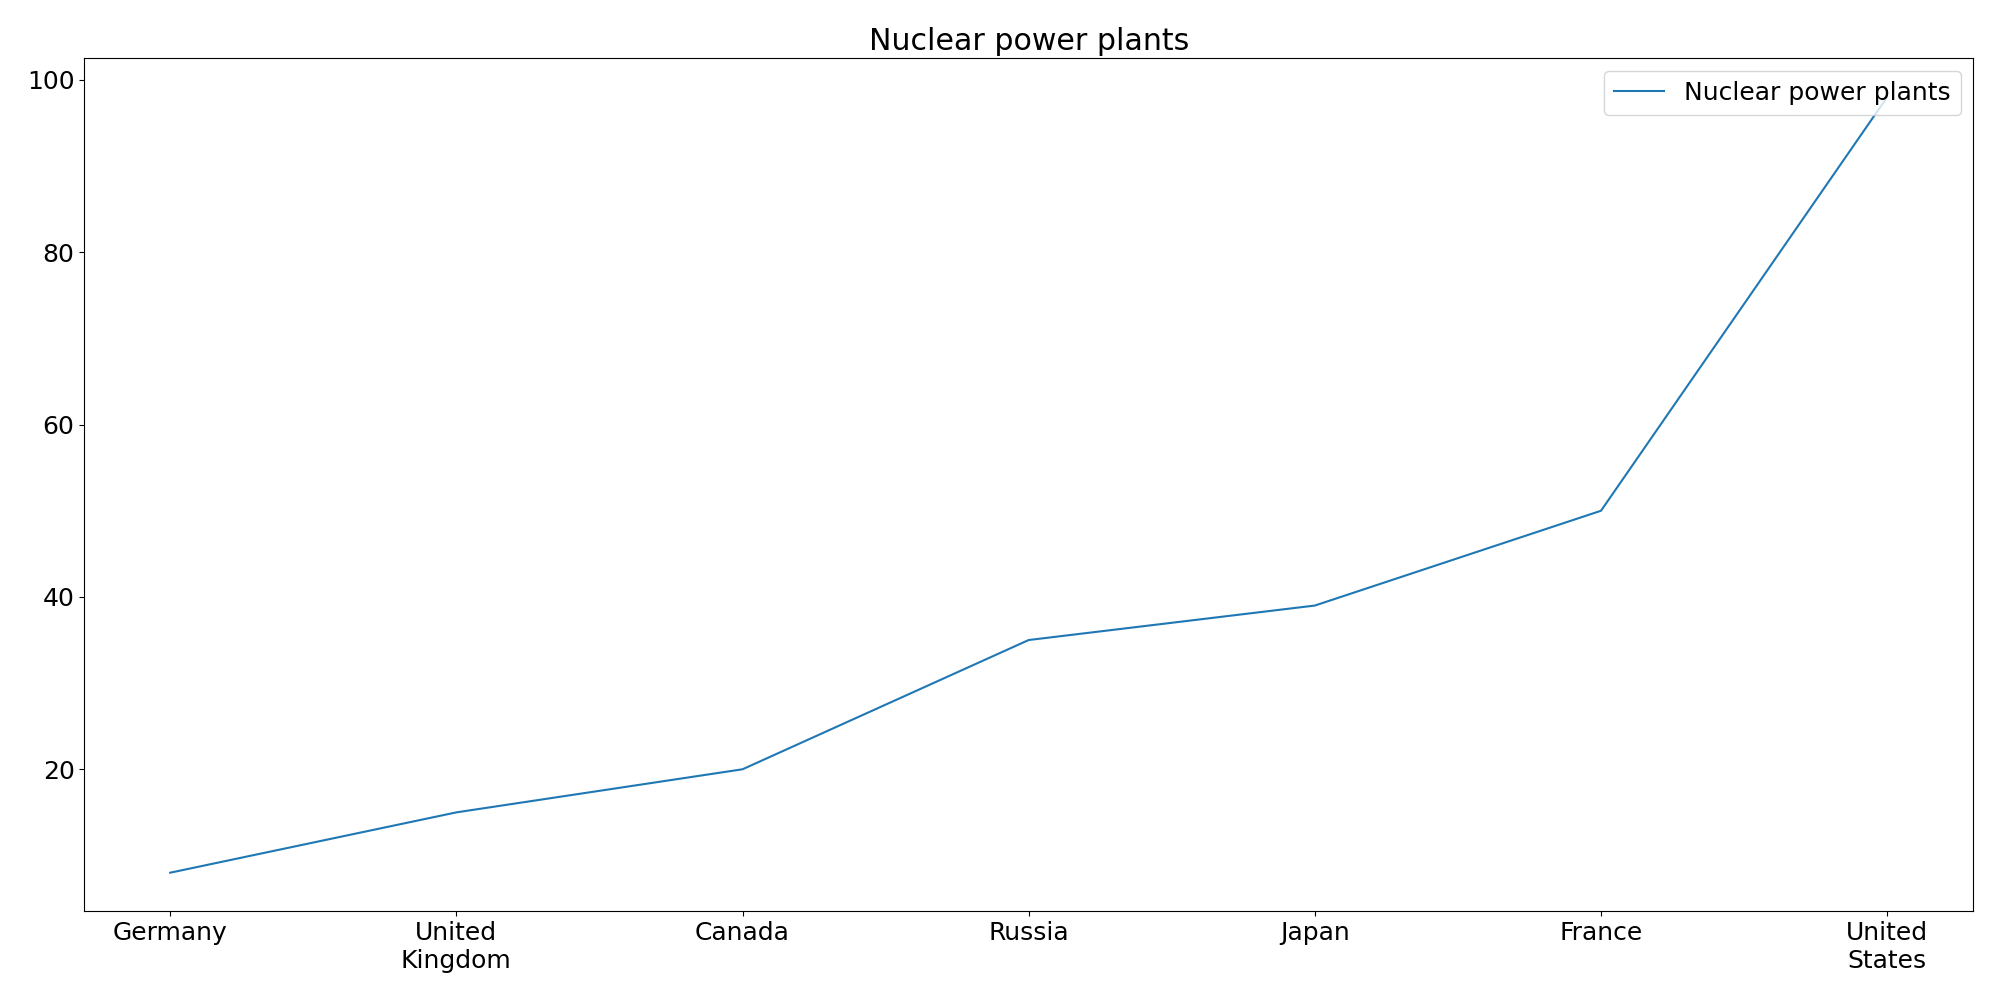 Nuclear power plants
Nuclear power plants
100
80
60
40
20
Germany
United
Kingdom
Canada
Russia
Japan
France
United
States